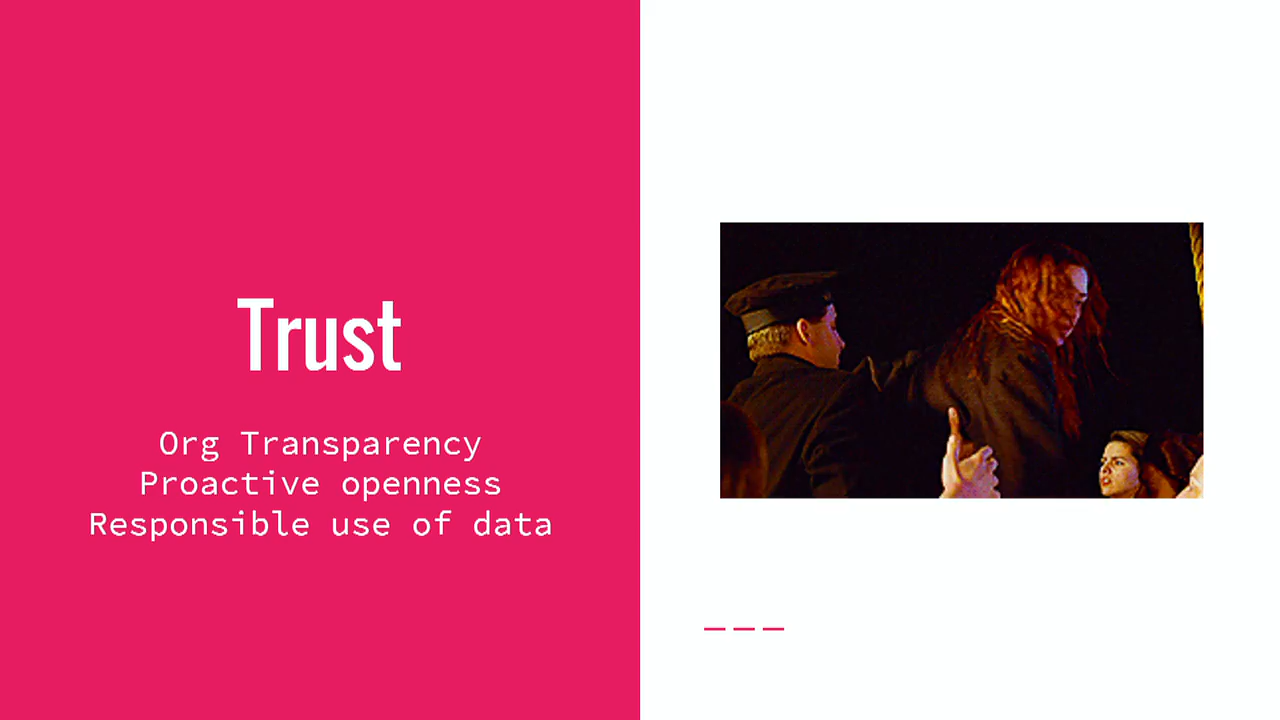 Trust
Org Transparency
Proactive openness
Responsible use of data